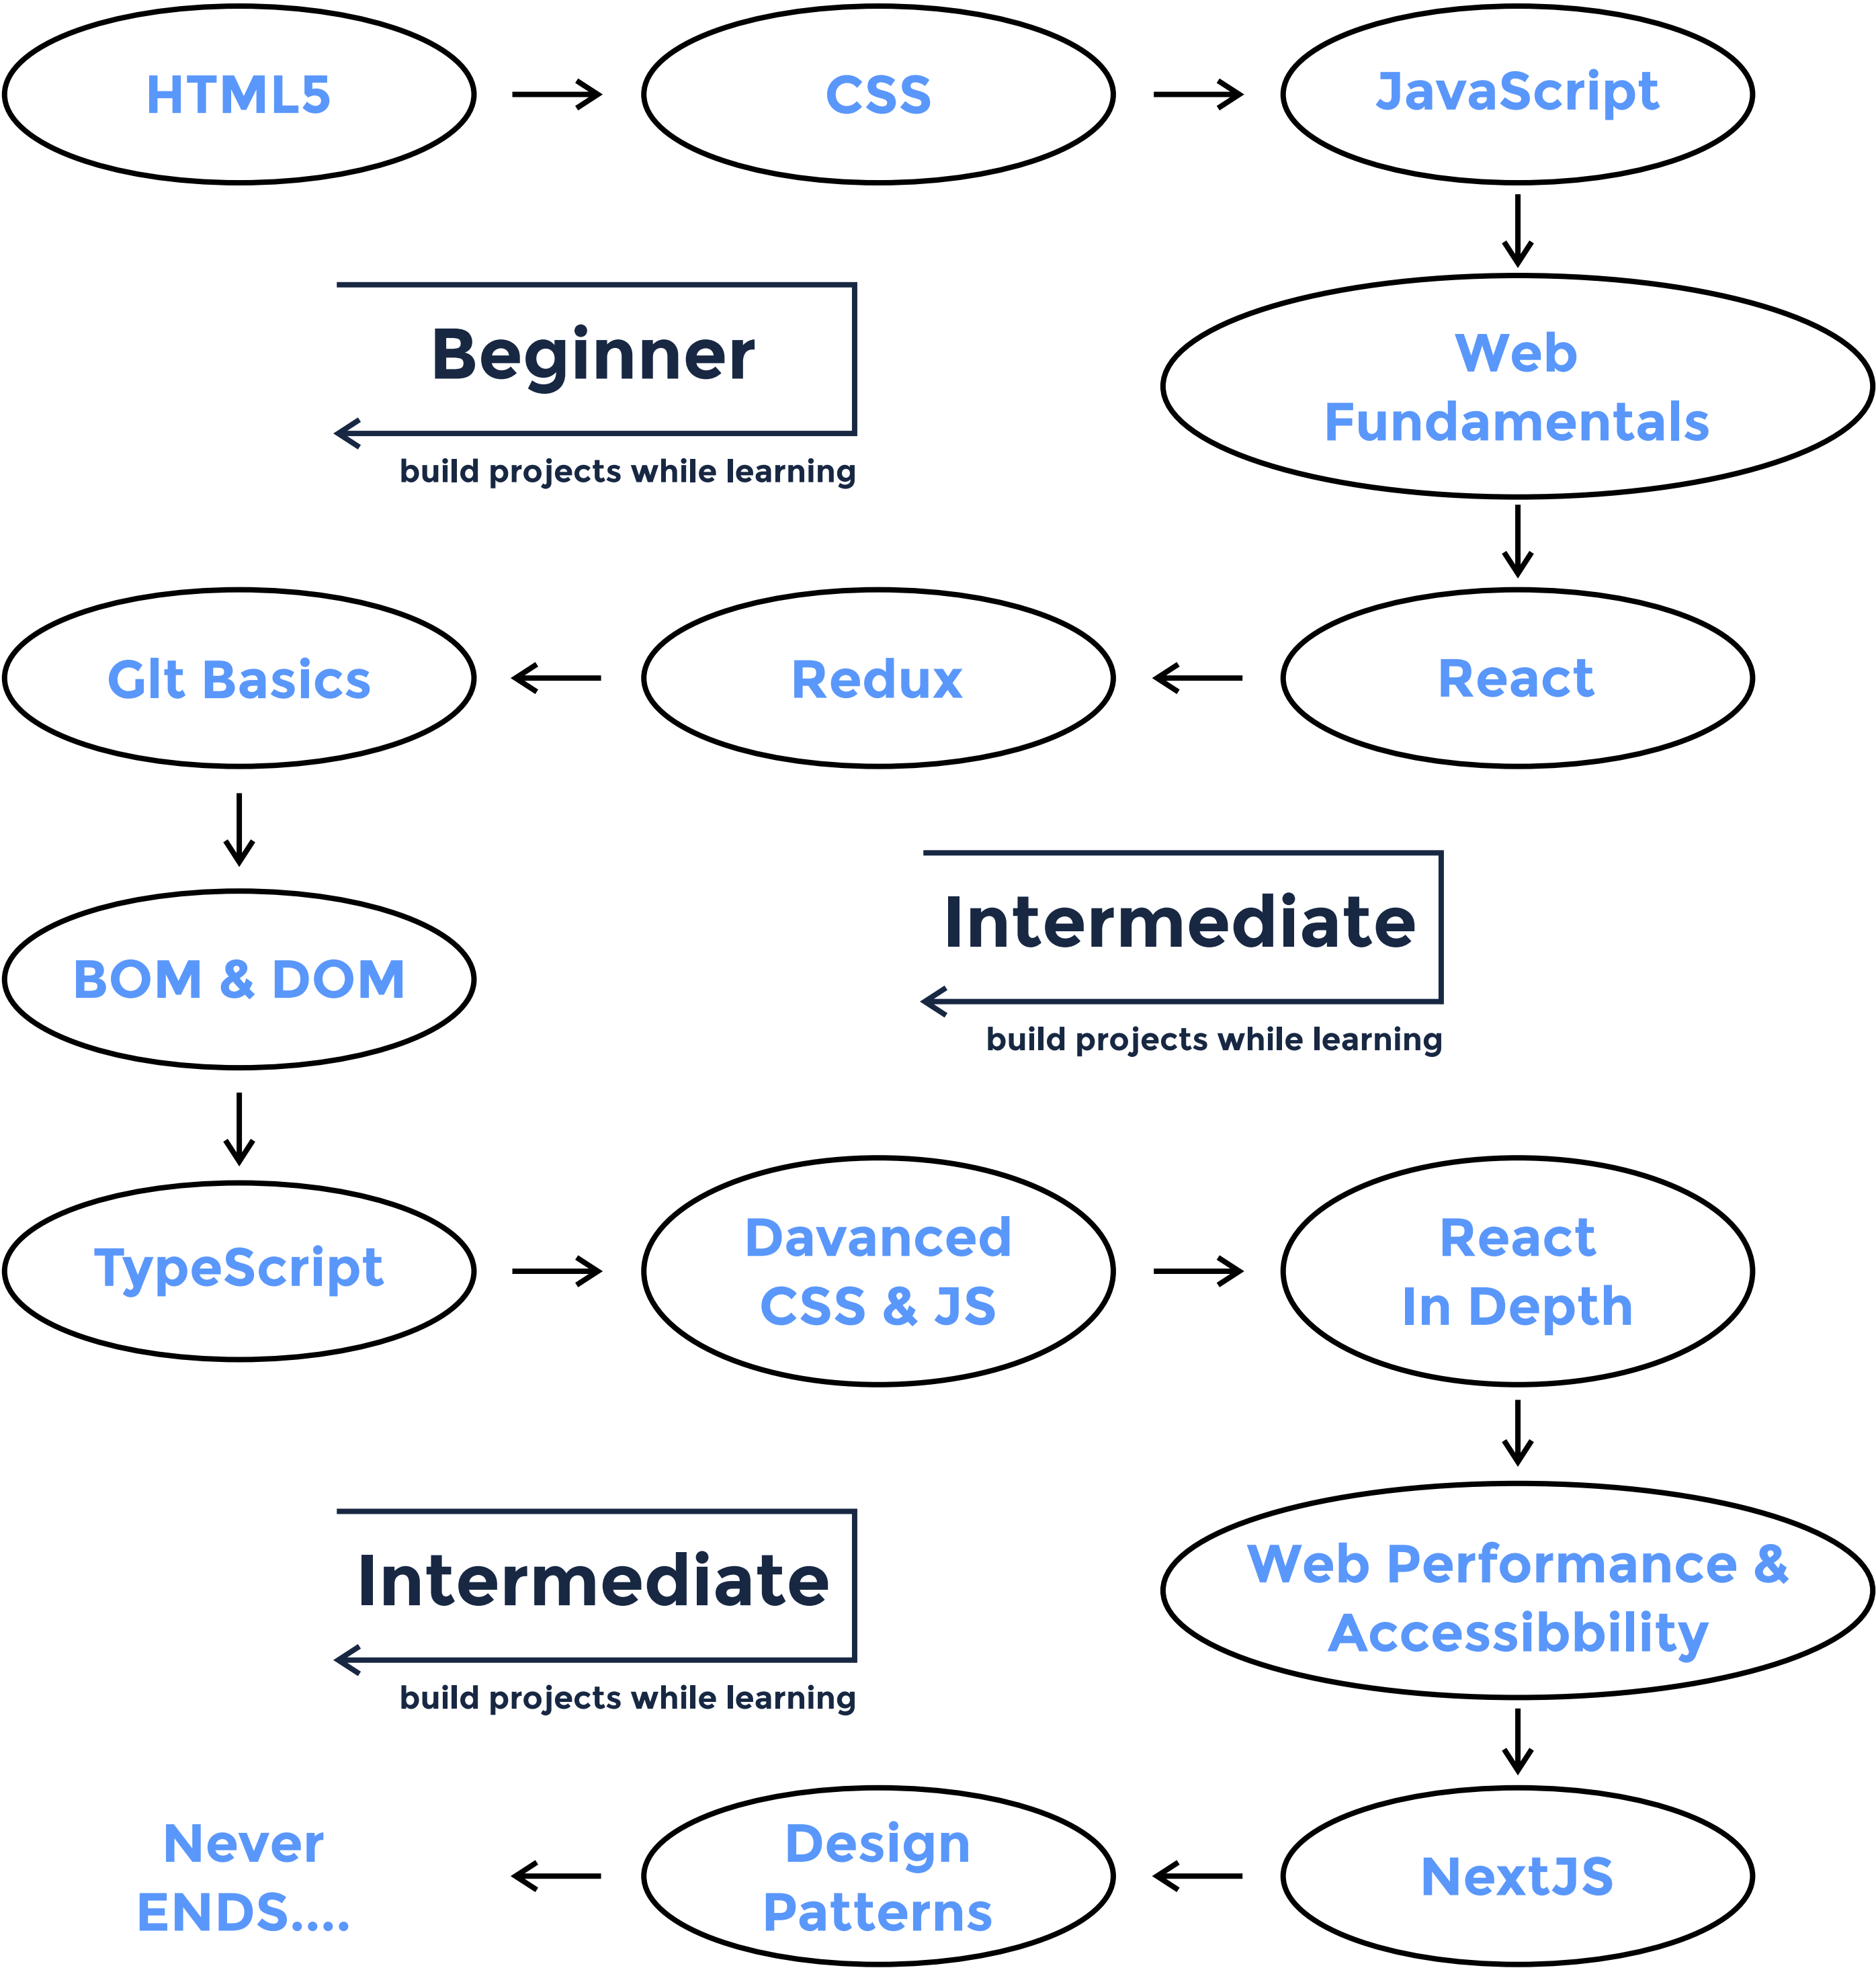 HTML5
CSS
JavaScript
Beginner
build projects while learning
Web
Fundamentals
React
Redux
GIt Basics
BOM & DOM
Intermediate
build projects while learning
TypeScript
Davanced
CSS & JS
React
In Depth
Intermediate
build projects while learning
Web Performance &
Accessibbility
NextJS
Design
Patterns
Never
ENDS....